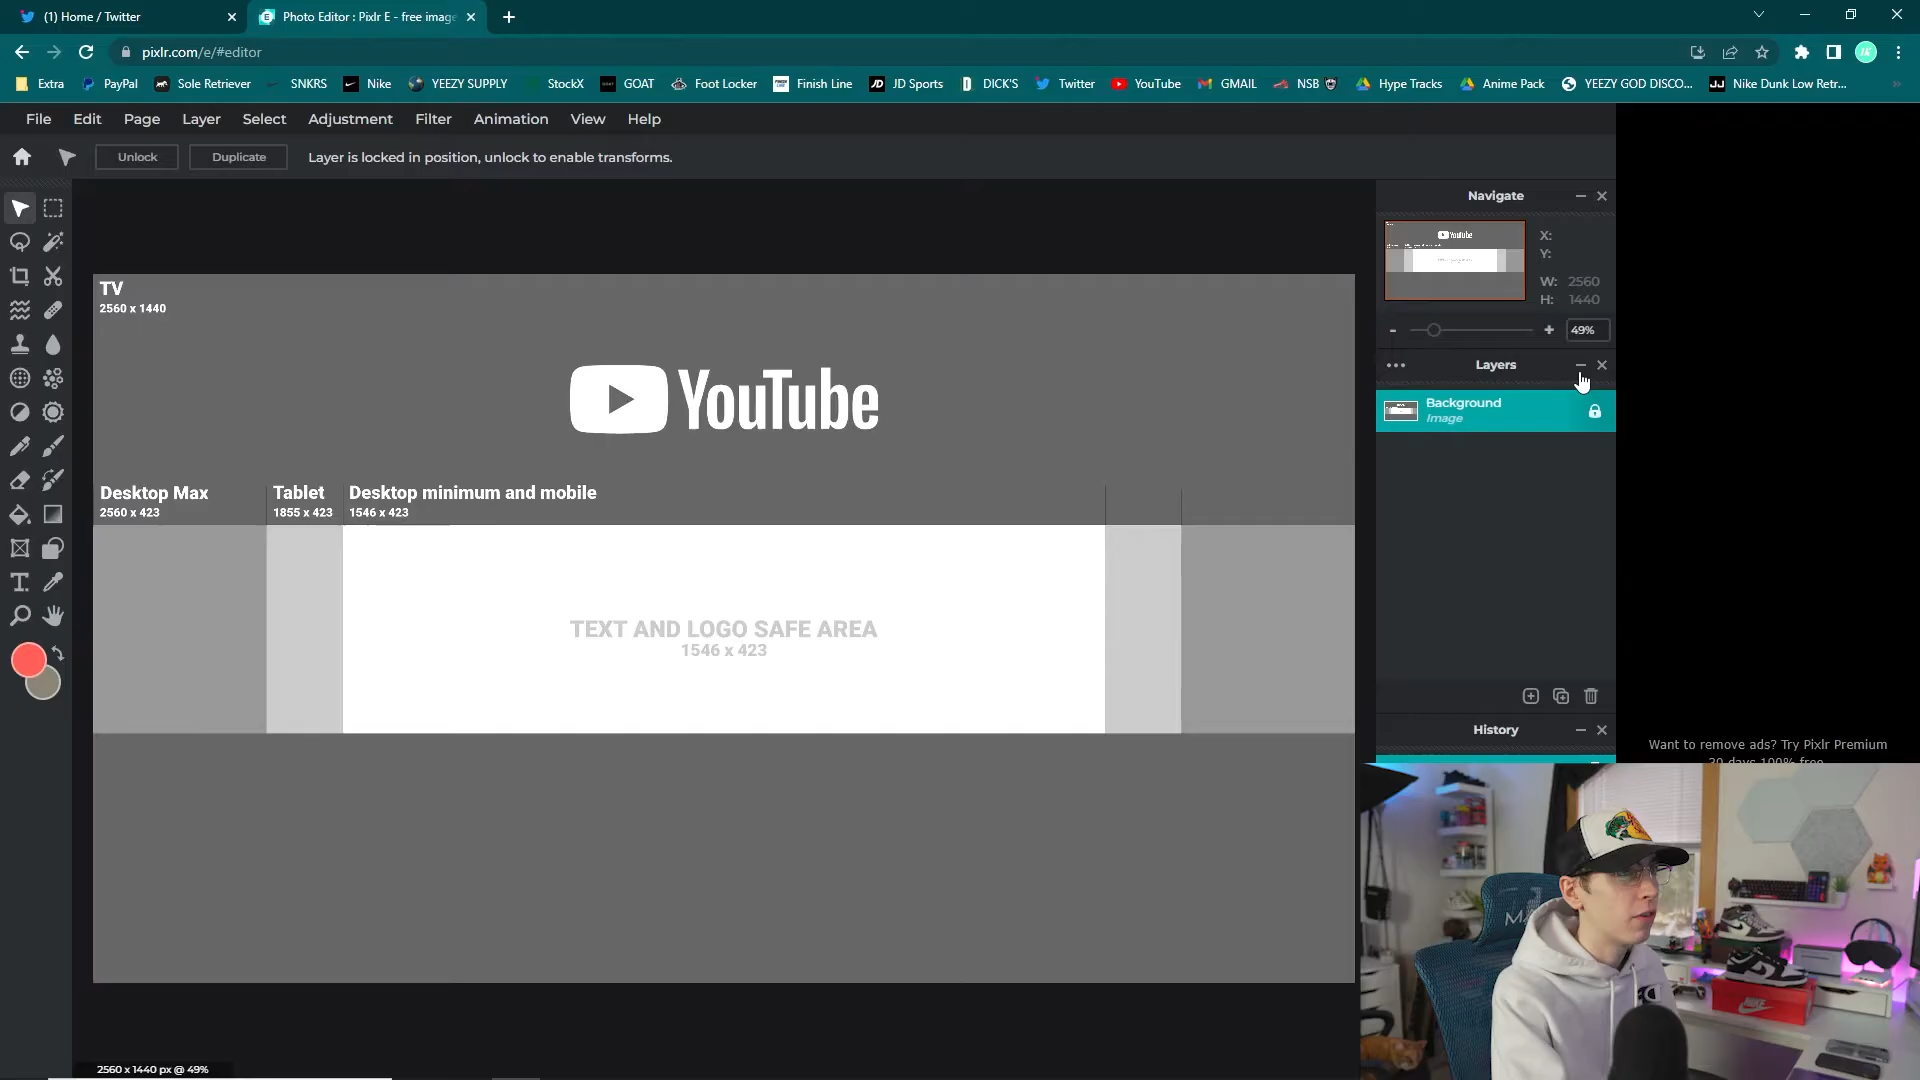 (1) Home / Twitter
Photo Editor : Pixlr E - free image
pixlr.com/e/#editor
Extra
PayPal
Sole Retriever
SNKRS
Nike
YEEZY SUPPLY
StockX
GOAT
Foot Locker
Finish Line
JD Sports
DICK'S
Twitter
YouTube
GMAIL
NSB
Hype Tracks
Anime Pack
YEEZY GOD DISCO...
Nike Dunk Low Retr...
File Edit Page Layer Select Adjustment Filter Animation View Help
Unlock
Duplicate
Layer is locked in position, unlock to enable transforms.
Navigate
X:
Y:
W: 2560
H: 1440
49%
Layers
Background
Image
History
TV
2560 x 1440
YouTube
Desktop Max
2560 x 423
Tablet
1855 x 423
Desktop minimum and mobile
1546 x 423
TEXT AND LOGO SAFE AREA
1546 x 423
Want to remove ads? Try Pixlr Premium
30 days 100% free
2560 x 1440 px @ 49%